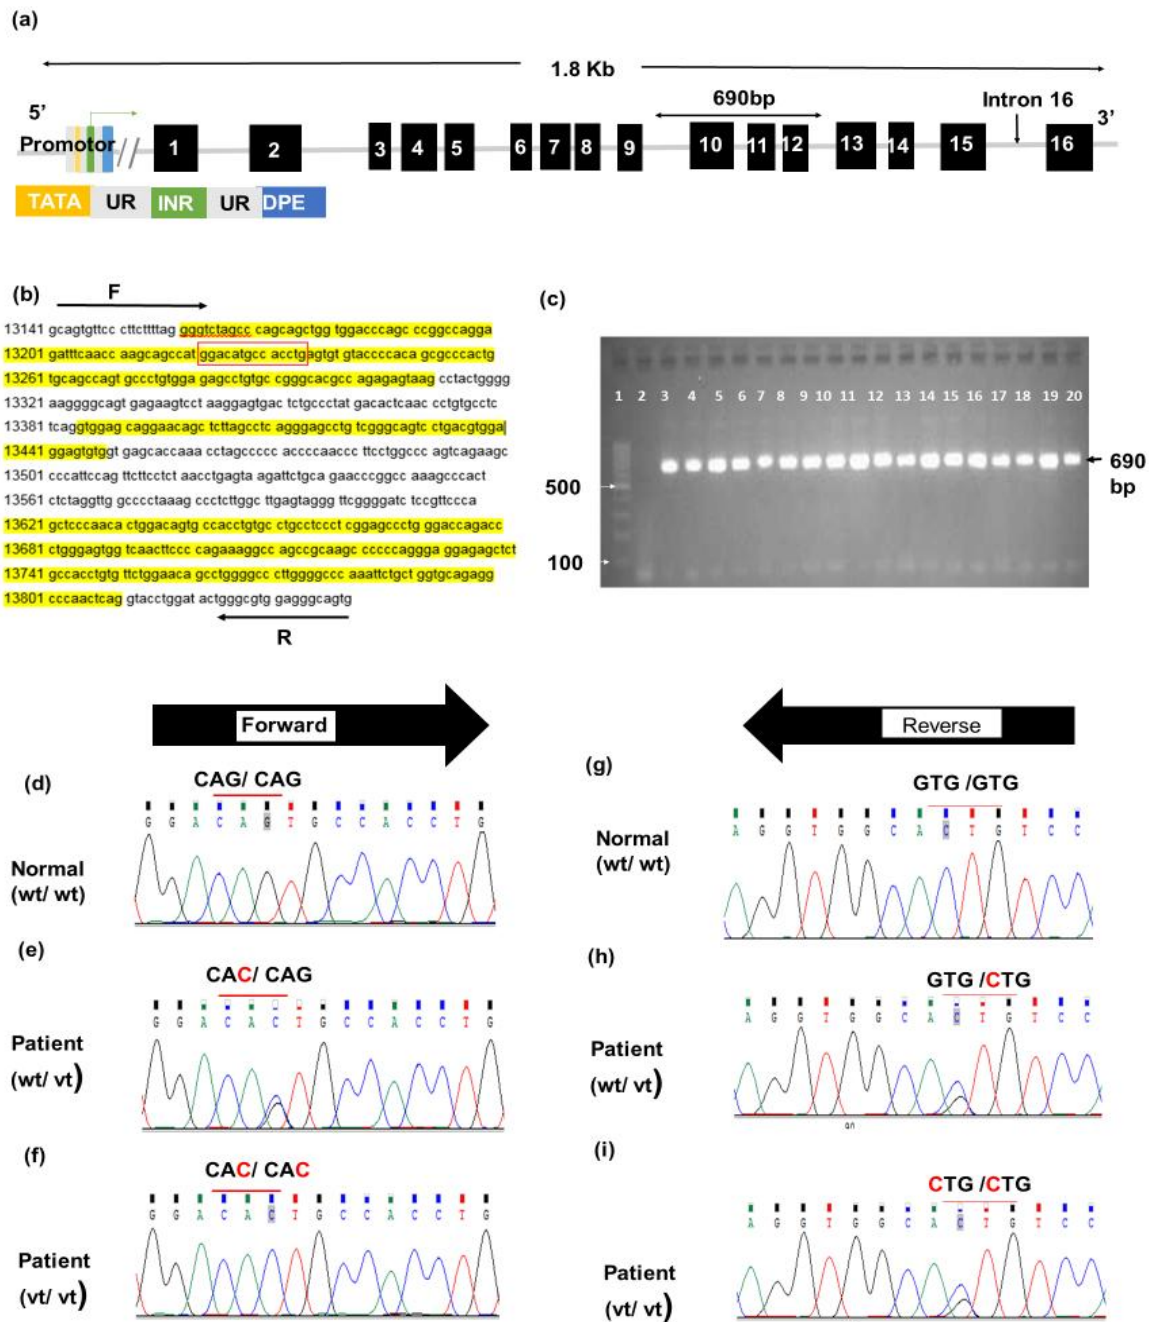 (a)
1.8 Kb
5’
690bp
Intron 16
3’
Promotor
1 2 3 4 5 6 7 8 9 10 11 12 13 14 15 16
TATA UR INR UR DPE
(b)
F
13141 gcagtgttcc cttcttttag gggtctagcc cagcagctgg tggacccagc ccggccagga
13201 gatttcaacc aagcagccat ggacatgcc acctgagtgt gtaccccaca gcgcccactg
13261 tgcagccagt gccctgtgga gagcctgtgc cgggcacgcc agagagtaag cctactgggg
13321 aaggggcagt gagaagtcct aaggagtgac tctgccctat gacactcaac cctgtgcctc
13381 tcaggtggag caggaacagc tcttagcctc agggagcctg tcgggcagtc ctgacgtgga
13441 ggagtgtggt gagcaccaaa cctagccccc accccaaccc ttcctggccc agtcagaagc
13501 cccattccag ttcttcctct aacctgagta agattctgca gaacccggcc aaagcccact
13561 ctctaggttg gcccctaaag ccctcttggc ttgagtaggg ttcggggatc tccgttccca
13621 gctcccaaca ctggacagtg ccacctgtgc ctgcctccct cggagccctg ggaccagacc
13681 ctgggagtgg tcaacttccc cagaaaggcc agccgcaagc cccccaggga ggagagctct
13741 gccacctgtg ttctggaaca gcctggggcc cttggggccc aaattctgct ggtgcagagg
13801 cccaactcag gtacctggat actgggcgtg gagggcagtg
R
(c)
1 2 3 4 5 6 7 8 9 10 11 12 13 14 15 16 17 18 19 20
690
bp
500
100
Forward
Reverse
(d)
CAG/ CAG
G G A C A G T G C C A C C T G
Normal
(wt/ wt)
(g)
GTG /GTG
A G G T G G C A C T G T C C
Normal
(wt/ wt)
(e)
CAC/ CAG
G G A C A C T G C C A C C T G
Patient
(wt/ vt)
(h)
GTG /CTG
A G G T G G C A C T G T C C
Patient
(wt/ vt)
(f)
CAC/ CAC
G G A C A C T G C C A C C T G
Patient
(vt/ vt)
(i)
CTG /CTG
A G G T G G C A C T G T C C
Patient
(vt/ vt)